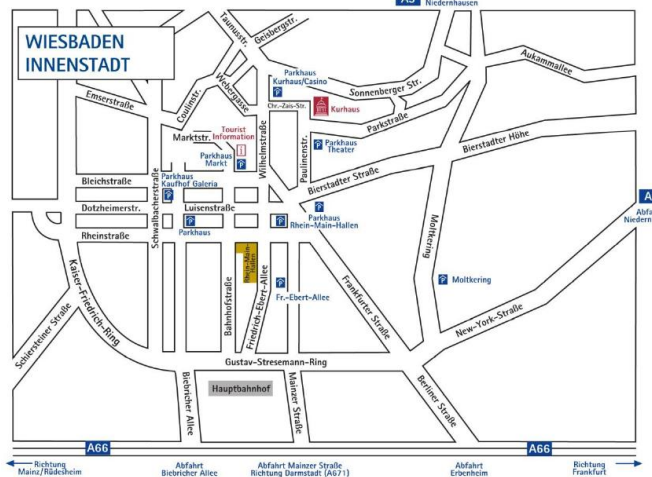 A3
Niedernhausen
WIESBADEN
INNENSTADT
Taunusstr.
Geisbergstr.
Aukammallee
Parkhaus
Kurhaus/Casino
Sonnenberger Str.
Emserstraße
Coulinstr.
Webergasse
Chr.-Zais-Str.
Kurhaus
Parkstraße
Marktstr.
Tourist
Information
Wilhelmstraße
Paulinenstr.
Parkhaus
Theater
Bierstadter Höhe
Parkhaus
Markt
Bleichstraße
Parkhaus
Kaufhof Galeria
Bierstadter Straße
Schwalbacherstraße
Dotzheimerstr.
Luisenstraße
Parkhaus
Parkhaus
Rhein-Main-Hallen
Rheinstraße
A
Abfa
Niedern
Moltkering
Kaiser-Friedrich-Ring
Rhein-Main-
Hallen
Bahnhofstraße
Friedrich-Ebert-Allee
Fr.-Ebert-Allee
Frankfurter Straße
Moltkering
Schiersteiner Straße
New-York-Straße
Gustav-Stresemann-Ring
Hauptbahnhof
Biebricher Allee
Mainzer Straße
Berliner Straße
A66
A66
Richtung
Mainz/Rüdesheim
Abfahrt
Biebricher Allee
Abfahrt Mainzer Straße
Richtung Darmstadt (A671)
Abfahrt
Erbenheim
Richtung
Frankfurt